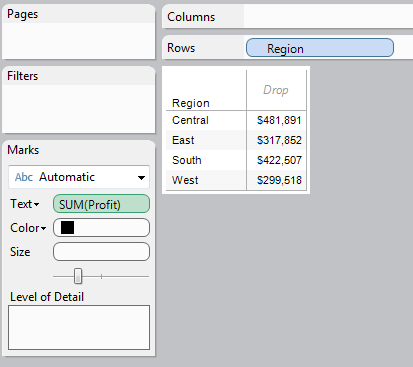 Pages
Columns
Rows
Region
Filters
Region
Drop
Central
$481,891
East
$317,852
South
$422,507
West
$299,518
Marks
Abc Automatic
Text
SUM(Profit)
Color
Size
Level of Detail